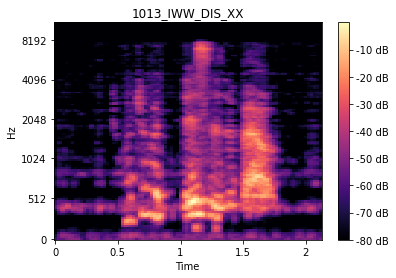 1013_IWW_DIS_XX
8192
4096
2048
1024
512
0
Hz
0
0.5
1
1.5
2
Time
-10 dB
-20 dB
-30 dB
-40 dB
-50 dB
-60 dB
-70 dB
-80 dB